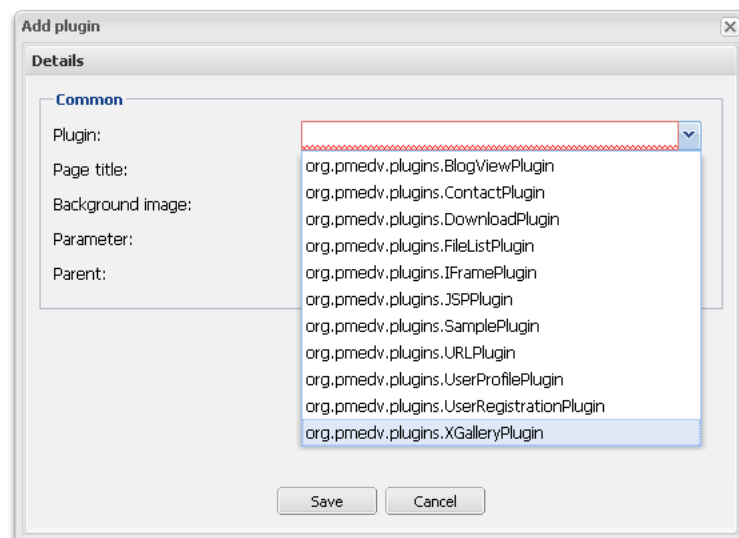 Add plugin
Details
Common
Plugin:
Page title:
Background image:
Parameter:
Parent:
org.pmedv.plugins.BlogViewPlugin
org.pmedv.plugins.ContactPlugin
org.pmedv.plugins.DownloadPlugin
org.pmedv.plugins.FileListPlugin
org.pmedv.plugins.IFramePlugin
org.pmedv.plugins.JSPPlugin
org.pmedv.plugins.SamplePlugin
org.pmedv.plugins.URLPlugin
org.pmedv.plugins.UserProfilePlugin
org.pmedv.plugins.UserRegistrationPlugin
org.pmedv.plugins.XGalleryPlugin
Save Cancel